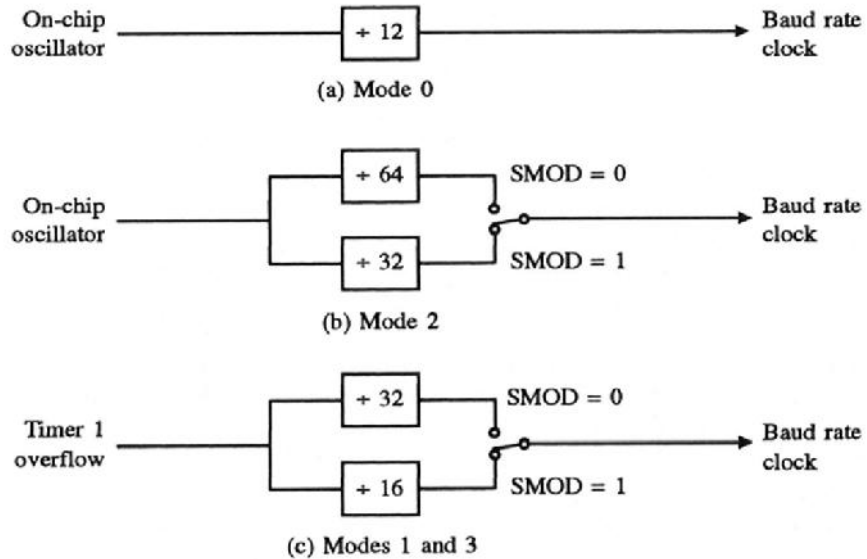 On-chip
oscillator
÷ 12
Baud rate
clock
(a) Mode 0
On-chip
oscillator
÷ 64
SMOD = 0
÷ 32
SMOD = 1
Baud rate
clock
(b) Mode 2
Timer 1
overflow
÷ 32
SMOD = 0
÷ 16
SMOD = 1
Baud rate
clock
(c) Modes 1 and 3